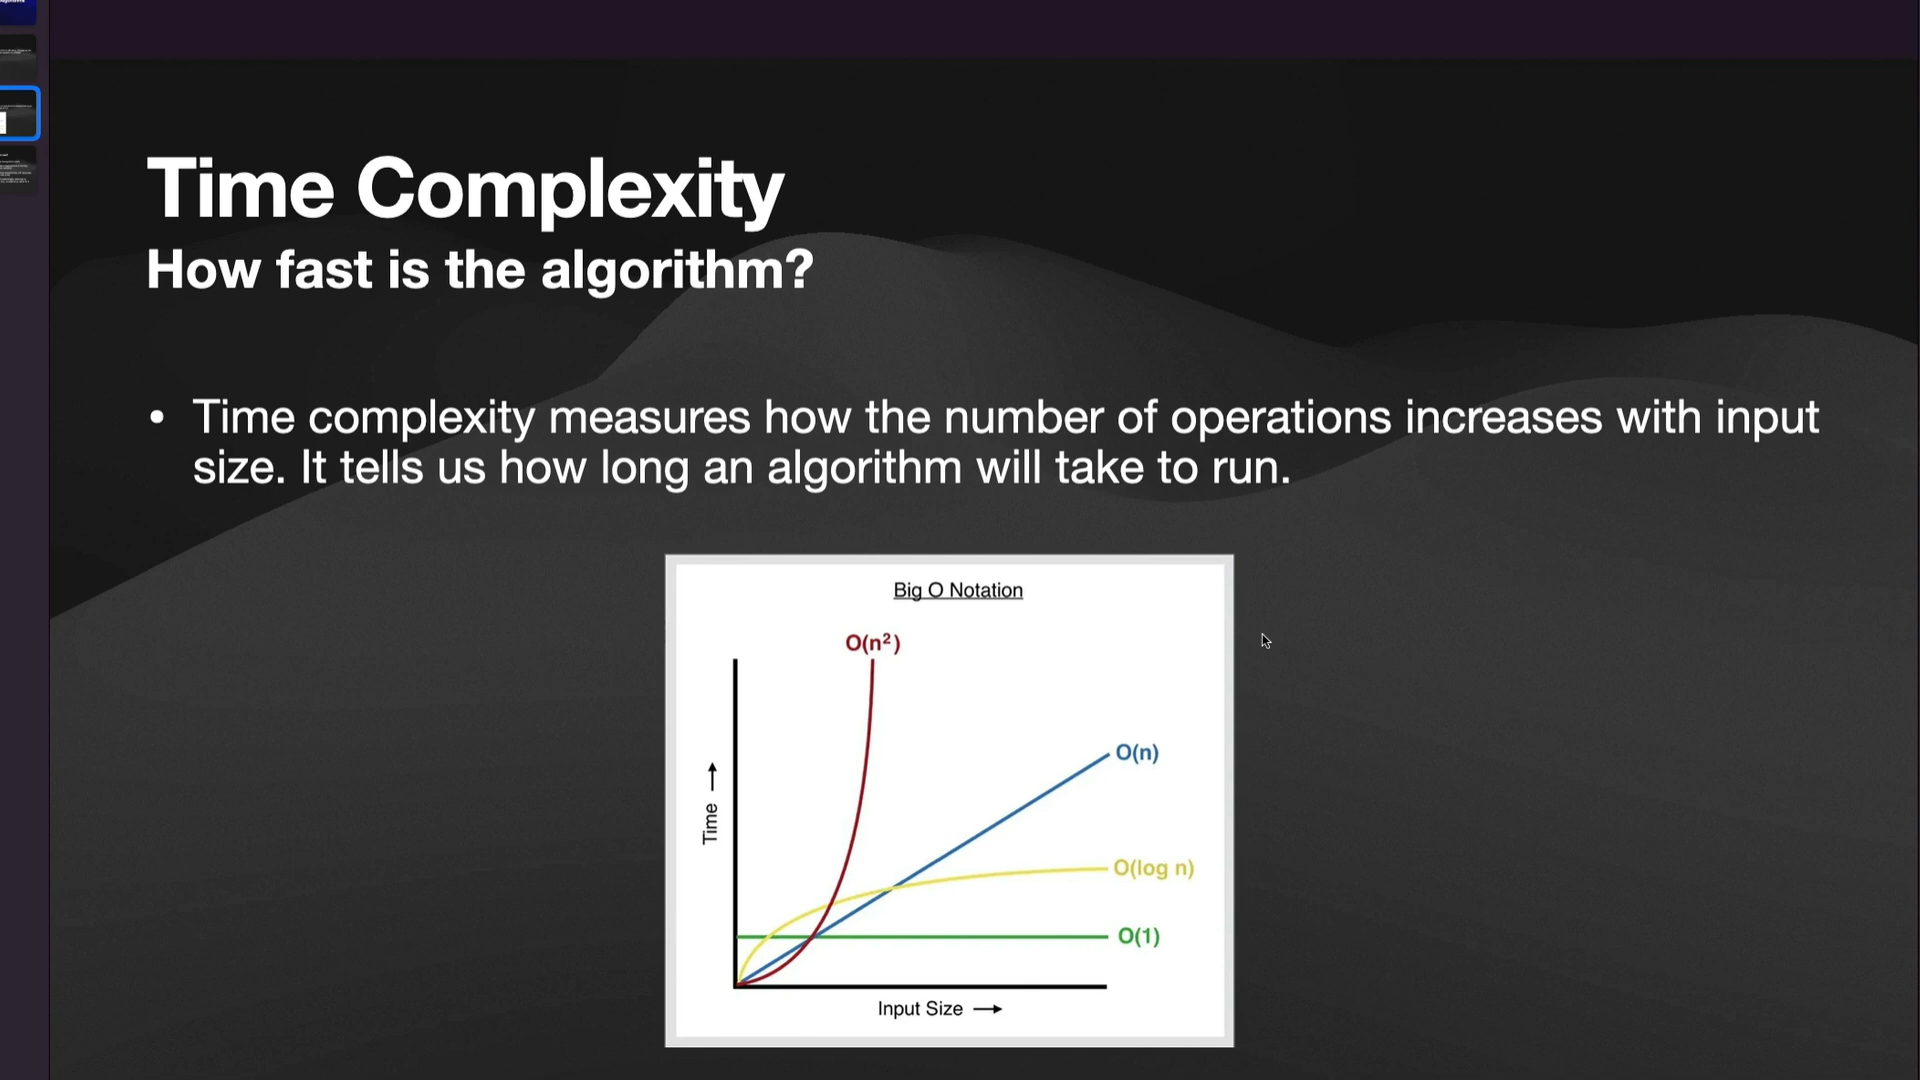 Time Complexity
How fast is the algorithm?
• Time complexity measures how the number of operations increases with input
size. It tells us how long an algorithm will take to run.
Big O Notation
O(n²)
O(n)
Time →
O(log n)
O(1)
Input Size →